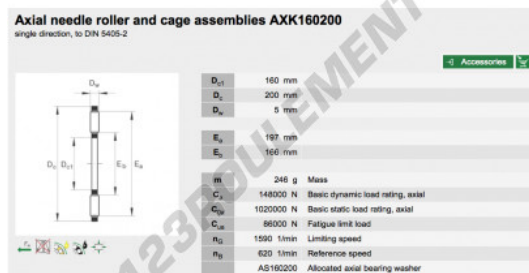 Axial needle roller and cage assemblies AXK160200
single direction, to DIN 5405-2
Accessories
Dw
Dc Dc1 Eb Ea
Dc1 160 mm
Dc 200 mm
Dw 5 mm
Ea 197 mm
Eb 166 mm
m 246 g Mass
Ca 148000 N Basic dynamic load rating, axial
C0a 1020000 N Basic static load rating, axial
Cua 86000 N Fatigue limit load
nG 1590 1/min Limiting speed
nB 620 1/min Reference speed
AS160200 Allocated axial bearing washer
123ROULEMENT